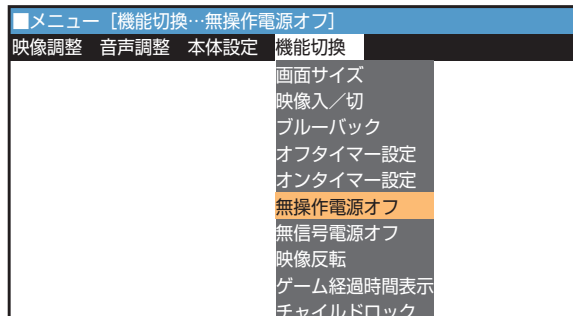 ■メニュー [機能切換…無操作電源オフ]
映像調整 音声調整 本体設定 機能切換
画面サイズ
映像入／切
ブルーバック
オフタイマー設定
オンタイマー設定
無操作電源オフ
無信号電源オフ
映像反転
ゲーム経過時間表示
チャイルドロック